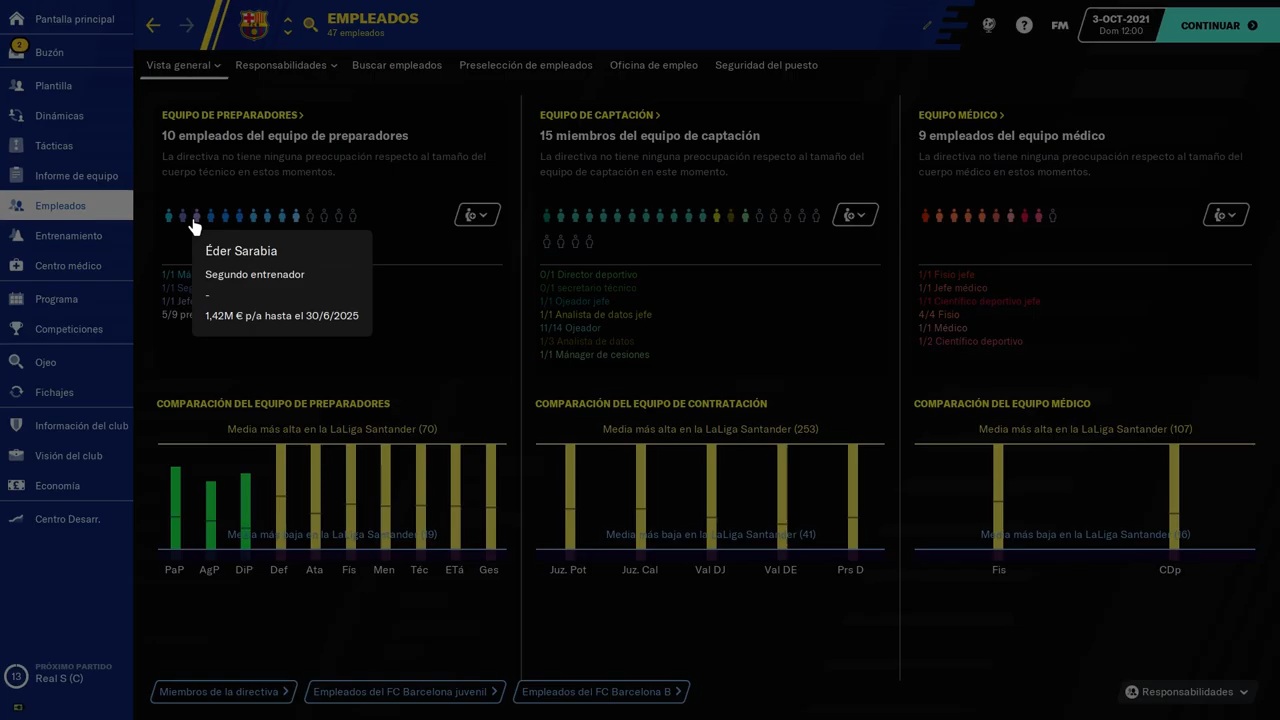 Pantalla principal
2
Buzón
Plantilla
Dinámicas
Tácticas
Informe de equipo
Empleados
Entrenamiento
Centro médico
Programa
Competiciones
Ojeo
Fichajes
Información del club
Visión del club
Economía
Centro Desarr.
13
PRÓXIMO PARTIDO
Real S (C)
EMPLEADOS
47 empleados
?
FM
3-OCT-2021
Dom 12:00
CONTINUAR
Vista general
Responsabilidades
Buscar empleados
Preselección de empleados
Oficina de empleo
Seguridad del puesto
EQUIPO DE PREPARADORES
10 empleados del equipo de preparadores
La directiva no tiene ninguna preocupación respecto al tamaño del
cuerpo técnico en estos momentos.
1/1 Má
1/1 Seg
1/1 Jefe
5/9 pre
Éder Sarabia
Segundo entrenador
-
1,42M € p/a hasta el 30/6/2025
EQUIPO DE CAPTACIÓN
15 miembros del equipo de captación
La directiva no tiene ninguna preocupación respecto al tamaño del
equipo de captación en este momento.
0/1 Director deportivo
0/1 secretario técnico
1/1 Ojeador jefe
1/1 Analista de datos jefe
11/14 Ojeador
1/3 Analista de datos
1/1 Mánager de cesiones
EQUIPO MÉDICO
9 empleados del equipo médico
La directiva no tiene ninguna preocupación respecto al tamaño del
cuerpo médico en estos momentos.
1/1 Fisio jefe
1/1 Jefe médico
1/1 Científico deportivo jefe
4/4 Fisio
1/1 Médico
1/2 Científico deportivo
COMPARACIÓN DEL EQUIPO DE PREPARADORES
Media más alta en la LaLiga Santander (70)
PaP
AgP
DiP
Def
Ata
Fís
Men
Téc
ETá
Ges
COMPARACIÓN DEL EQUIPO DE CONTRATACIÓN
Media más alta en la LaLiga Santander (253)
Media más baja en la LaLiga Santander (41)
Juz. Pot
Juz. Cal
Val DJ
Val DE
Prs D
COMPARACIÓN DEL EQUIPO MÉDICO
Media más alta en la LaLiga Santander (107)
Fis
CDp
Miembros de la directiva
Empleados del FC Barcelona juvenil
Empleados del FC Barcelona B
Responsabilidades